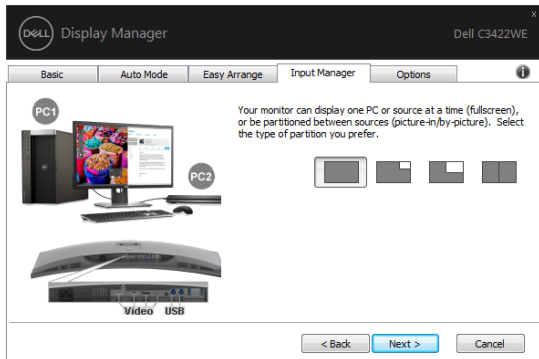 DELL Display Manager
Dell C3422WE
x
Basic
Auto Mode
Easy Arrange
Input Manager
Options
i
PC1
PC2
Video USB
Your monitor can display one PC or source at a time (fullscreen),
or be partitioned between sources (picture-in/by-picture). Select
the type of partition you prefer.
< Back
Next >
Cancel